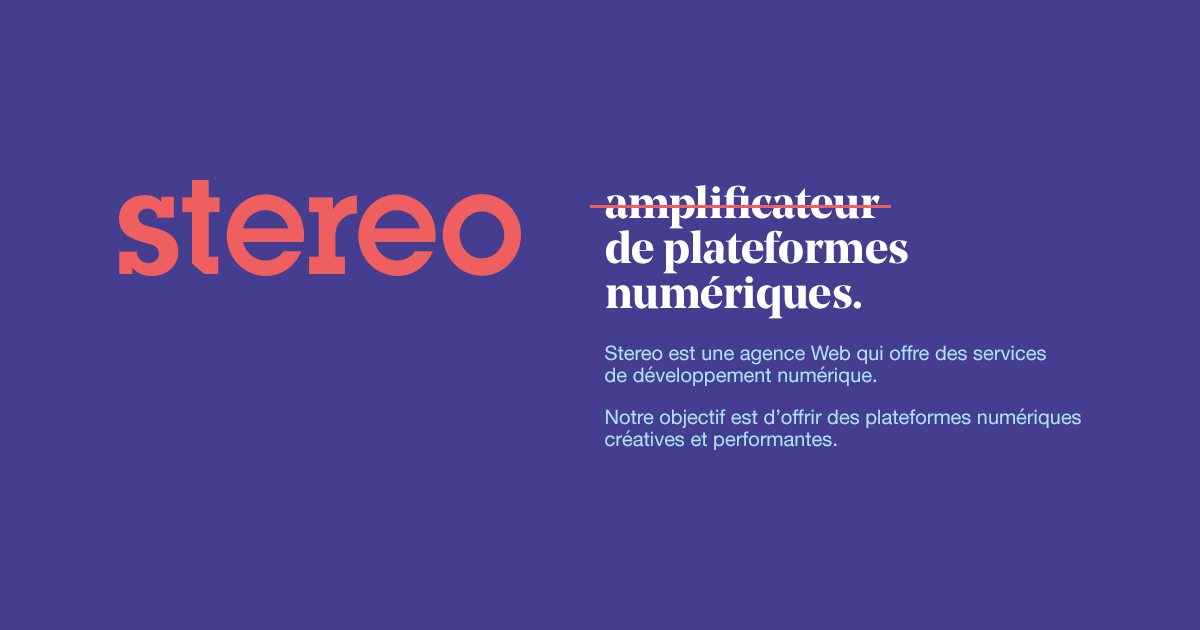 stereo
amplificateur
de plateformes
numériques.
Stereo est une agence Web qui offre des services
de développement numérique.
Notre objectif est d’offrir des plateformes numériques
créatives et performantes.